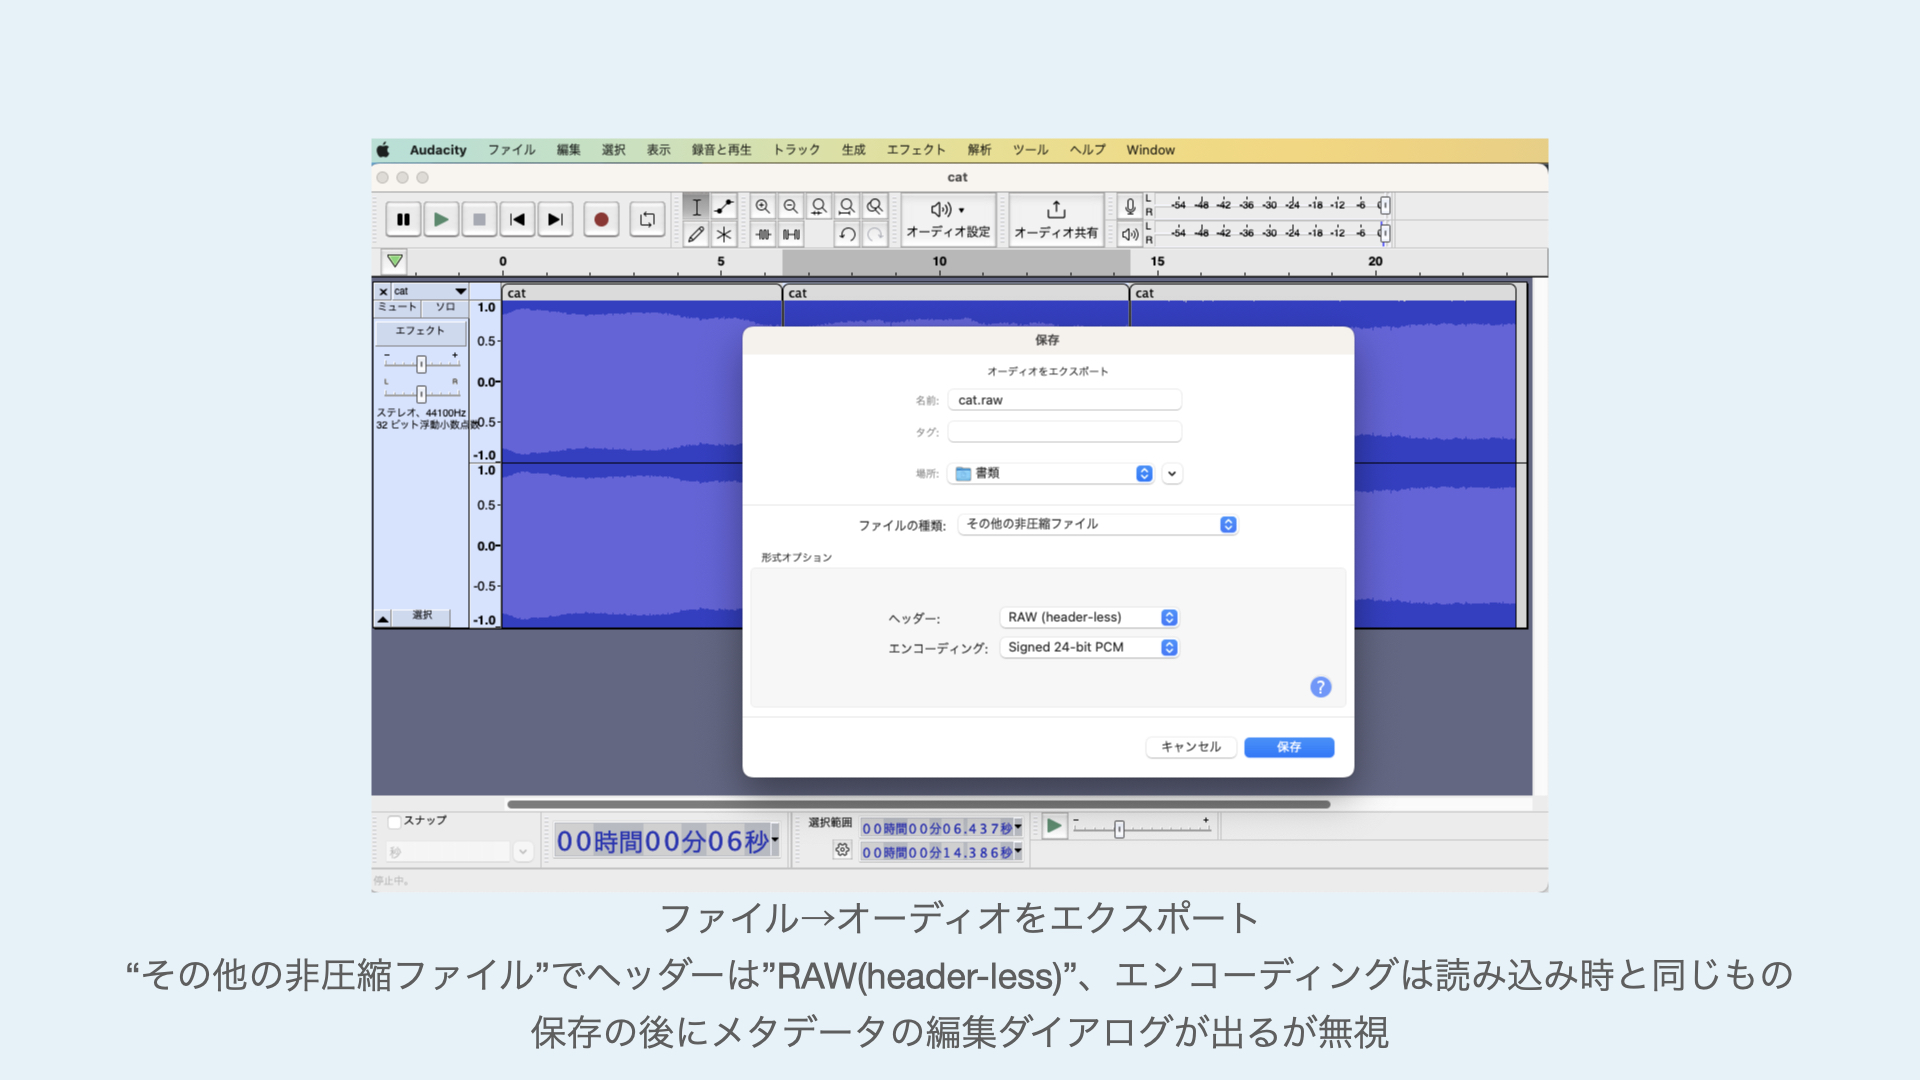 Audacity ファイル 編集 選択 表示 録音と再生 トラック 生成 エフェクト 解析 ツール ヘルプ Window
cat
オーディオ設定
オーディオ共有
L
R
-54 -48 -42 -36 -30 -24 -18 -12 -6
L
R
-54 -48 -42 -36 -30 -24 -18 -12 -6
0 5 10 15 20
cat
ミュート ソロ
エフェクト
- +
L R
ステレオ、44100Hz
32 ビット浮動小数点数
選択
1.0
0.5
0.0
-0.5
-1.0
1.0
0.5
0.0
-0.5
-1.0
cat
cat
cat
保存
オーディオをエクスポート
名前: cat.raw
タグ:
場所: 書類
ファイルの種類: その他の非圧縮ファイル
形式オプション
ヘッダー: RAW (header-less)
エンコーディング: Signed 24-bit PCM
?
キャンセル 保存
スナップ
秒
00時間00分06秒
選択範囲
00時間00分06.437秒
00時間00分14.386秒
- +
停止中。
ファイル→オーディオをエクスポート
“その他の非圧縮ファイル”でヘッダーは”RAW(header-less)”、エンコーディングは読み込み時と同じもの
保存の後にメタデータの編集ダイアログが出るが無視